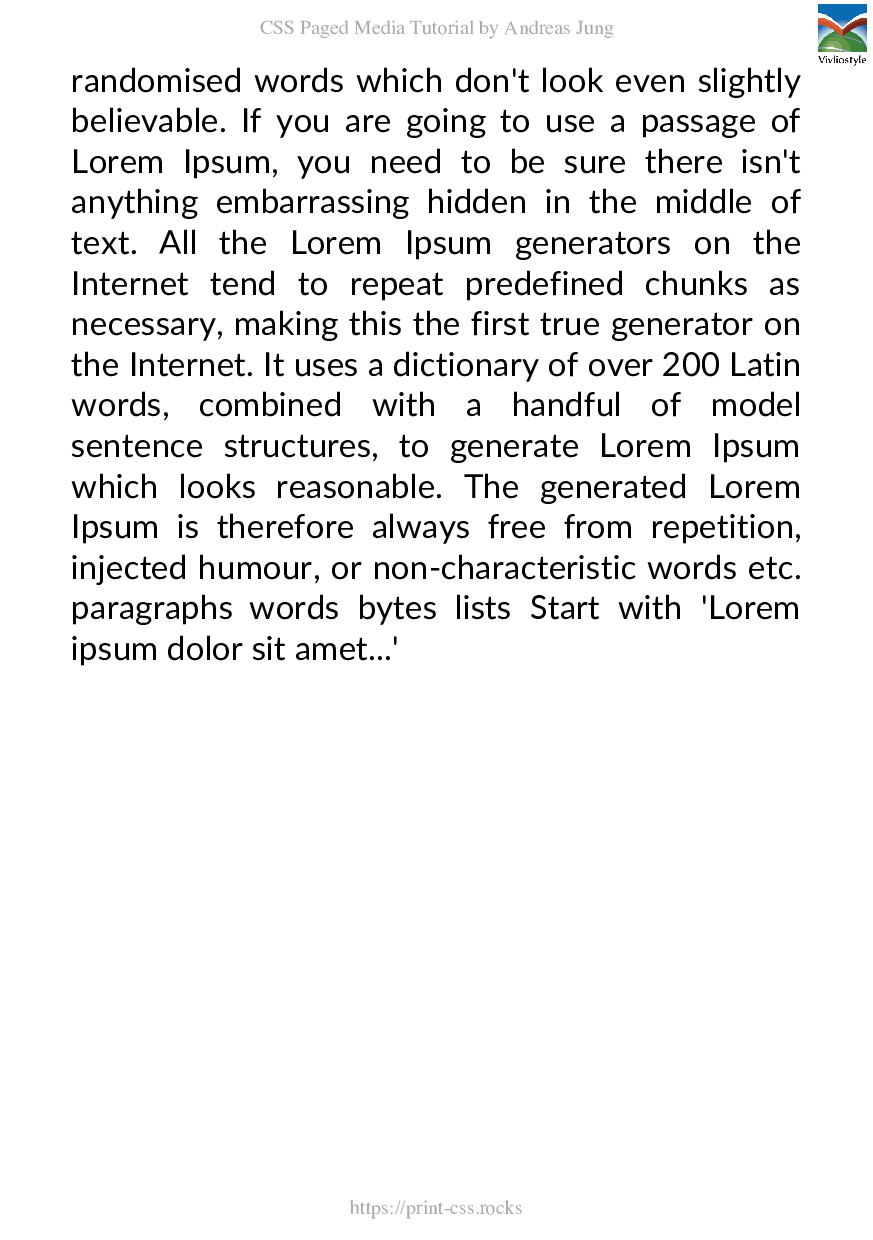 CSS Paged Media Tutorial by Andreas Jung
Vivliostyle
randomised words which don't look even slightly
believable. If you are going to use a passage of
Lorem Ipsum, you need to be sure there isn't
anything embarrassing hidden in the middle of
text. All the Lorem Ipsum generators on the
Internet tend to repeat predefined chunks as
necessary, making this the first true generator on
the Internet. It uses a dictionary of over 200 Latin
words, combined with a handful of model
sentence structures, to generate Lorem Ipsum
which looks reasonable. The generated Lorem
Ipsum is therefore always free from repetition,
injected humour, or non-characteristic words etc.
paragraphs words bytes lists Start with 'Lorem
ipsum dolor sit amet...'
https://print-css.rocks